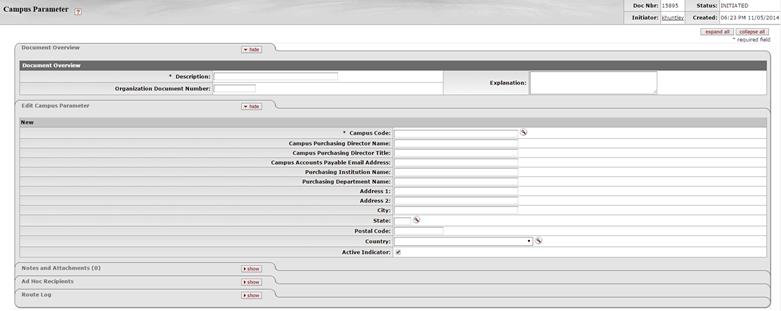 Campus Parameter ?
Doc Nbr: 15895 Status: INITIATED
Initiator: khuntley Created: 06:23 PM 11/05/2014
expand all collapse all
* required field
Document Overview hide
Document Overview
* Description: Explanation:
Organization Document Number:
Edit Campus Parameter hide
New
* Campus Code:
Campus Purchasing Director Name:
Campus Purchasing Director Title:
Campus Accounts Payable Email Address:
Purchasing Institution Name:
Purchasing Department Name:
Address 1:
Address 2:
City:
State:
Postal Code:
Country:
Active Indicator:
Notes and Attachments (0) show
Ad Hoc Recipients show
Route Log show